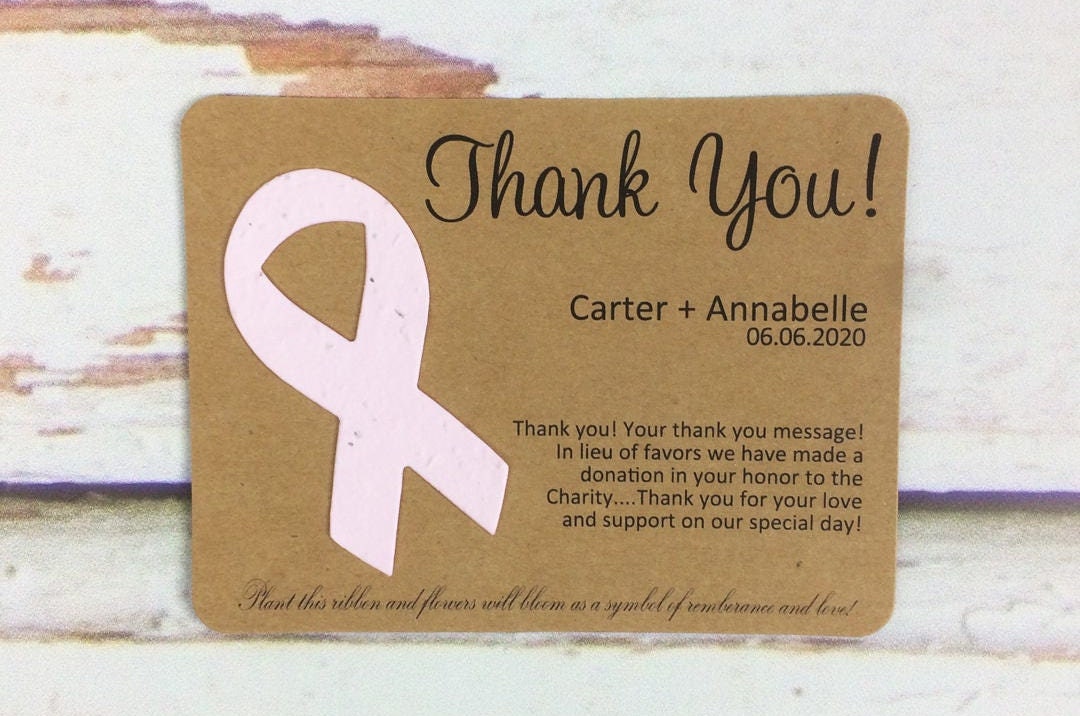 Thank You!
Carter + Annabelle
06.06.2020
Thank you! Your thank you message!
In lieu of favors we have made a
donation in your honor to the
Charity....Thank you for your love
and support on our special day!
Plant this ribbon and flowers will bloom as a symbol of remberance and love!